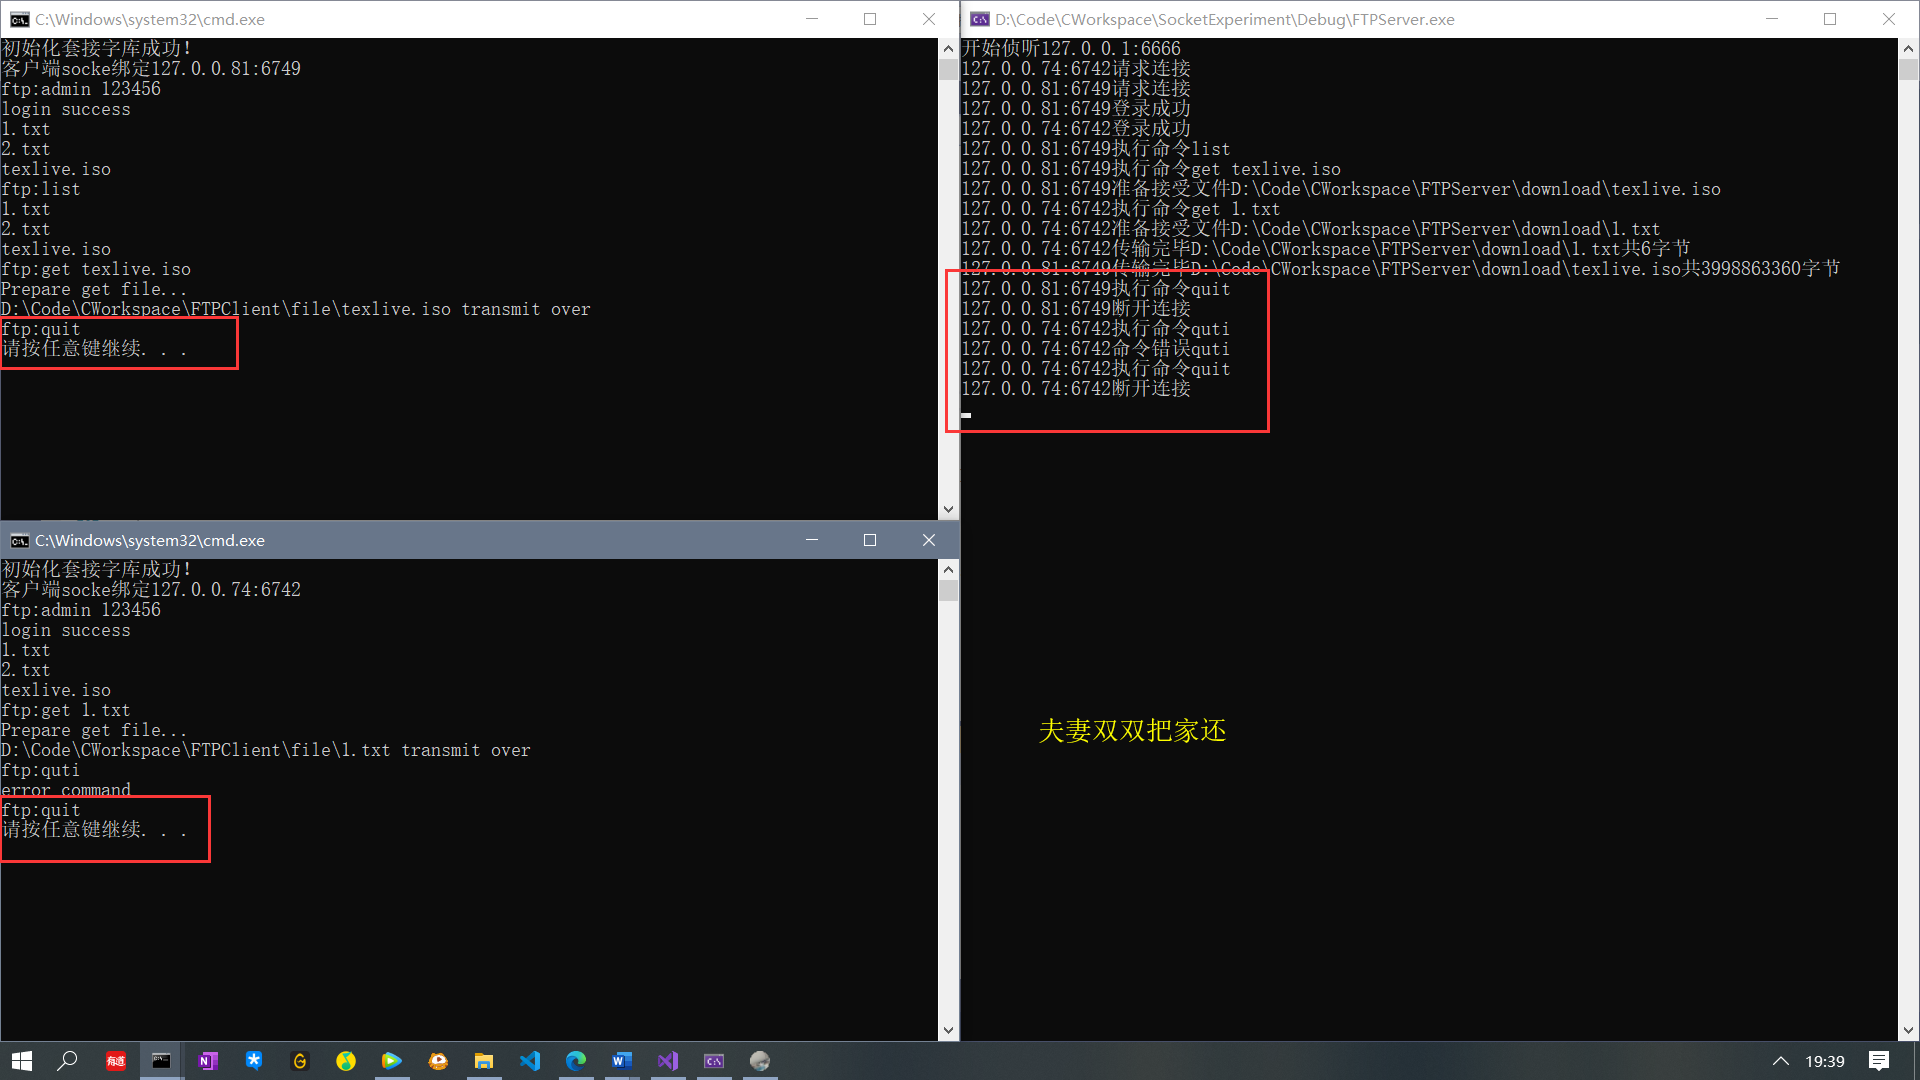 C:\Windows\system32\cmd.exe
初始化套接字库成功!
客户端socke绑定127.0.0.81:6749
ftp:admin 123456
login success
1.txt
2.txt
texlive.iso
ftp:list
1.txt
2.txt
texlive.iso
ftp:get texlive.iso
Prepare get file...
D:\Code\CWorkspace\FTPClient\file\texlive.iso transmit over
ftp:quit
请按任意键继续. . .
C:\Windows\system32\cmd.exe
初始化套接字库成功!
客户端socke绑定127.0.0.74:6742
ftp:admin 123456
login success
1.txt
2.txt
texlive.iso
ftp:get 1.txt
Prepare get file...
D:\Code\CWorkspace\FTPClient\file\1.txt transmit over
ftp:quti
error command
ftp:quit
请按任意键继续. . .
D:\Code\CWorkspace\SocketExperiment\Debug\FTPServer.exe
开始侦听127.0.0.1:6666
127.0.0.74:6742请求连接
127.0.0.81:6749请求连接
127.0.0.81:6749登录成功
127.0.0.74:6742登录成功
127.0.0.81:6749执行命令list
127.0.0.81:6749执行命令get texlive.iso
127.0.0.81:6749准备接受文件D:\Code\CWorkspace\FTPServer\download\texlive.iso
127.0.0.74:6742执行命令get 1.txt
127.0.0.74:6742准备接受文件D:\Code\CWorkspace\FTPServer\download\1.txt
127.0.0.74:6742传输完毕D:\Code\CWorkspace\FTPServer\download\1.txt共6字节
127.0.0.81:6749传输完毕D:\Code\CWorkspace\FTPServer\download\texlive.iso共3998863360字节
127.0.0.81:6749执行命令quit
127.0.0.81:6749断开连接
127.0.0.74:6742执行命令quti
127.0.0.74:6742命令错误quti
127.0.0.74:6742执行命令quit
127.0.0.74:6742断开连接
夫妻双双把家还
有道
19:39